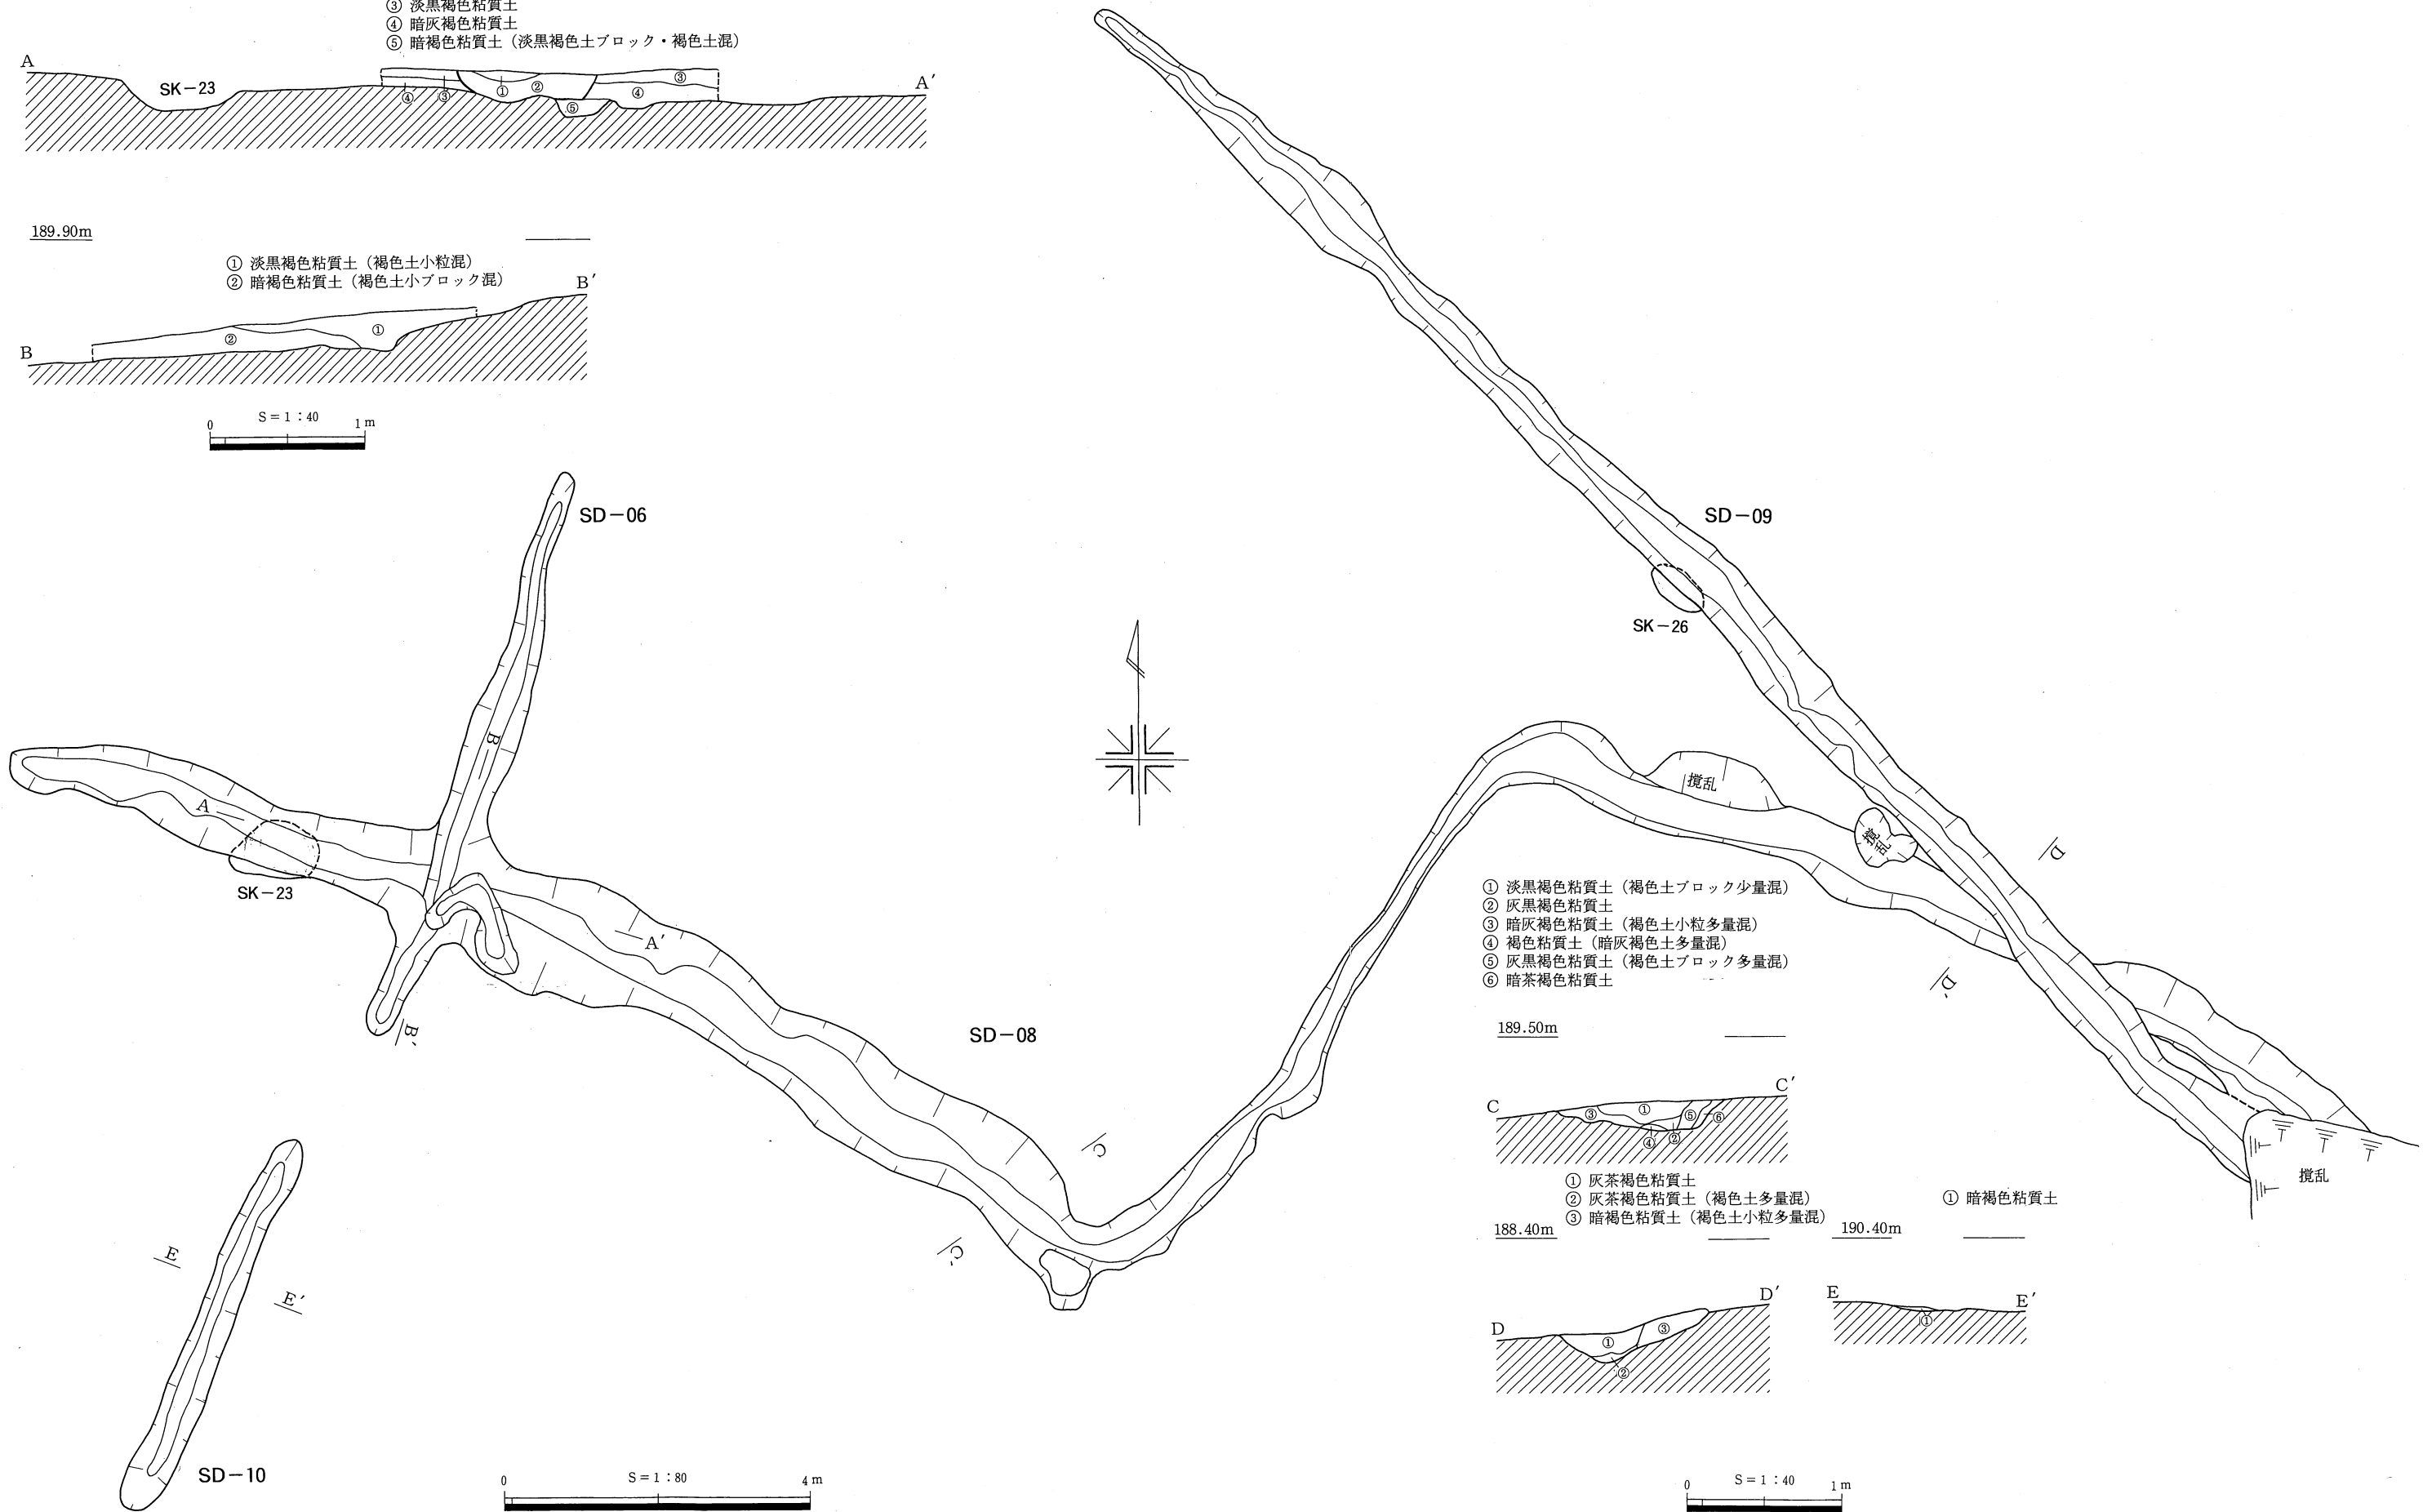 ③ 淡黒褐色粘質土
④ 暗灰褐色粘質土
⑤ 暗褐色粘質土（淡黒褐色土ブロック・褐色土混）
A
SK－23
④
③
①
②
⑤
④
③
A′
189.90m
① 淡黒褐色粘質土（褐色土小粒混）
② 暗褐色粘質土（褐色土小ブロック混）
B
②
①
B′
0
S＝1：40
1m
SD－06
SD－09
SK－26
B
A
SK－23
A′
B′
SD－08
撹乱
撹乱
D
D′
① 淡黒褐色粘質土（褐色土ブロック少量混）
② 灰黒褐色粘質土
③ 暗灰褐色粘質土（褐色土小粒多量混）
④ 褐色粘質土（暗灰褐色土多量混）
⑤ 灰黒褐色粘質土（褐色土ブロック多量混）
⑥ 暗茶褐色粘質土
189.50m
C
③
①
⑤
⑥
④
②
C′
C
C′
撹乱
① 灰茶褐色粘質土
② 灰茶褐色粘質土（褐色土多量混）
③ 暗褐色粘質土（褐色土小粒多量混）
188.40m
① 暗褐色粘質土
190.40m
D
①
③
②
D′
E
①
E′
E
E′
SD－10
0
S＝1：80
4m
0
S＝1：40
1m